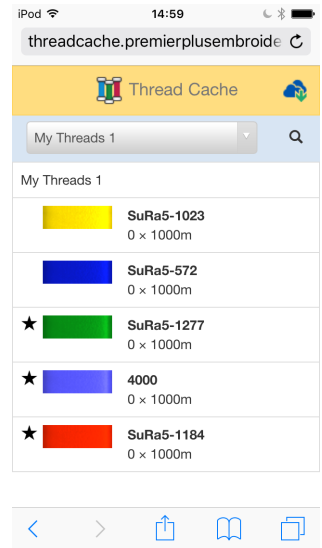 iPod 14:59
threadcache.premierplusembroide
Thread Cache
My Threads 1
My Threads 1
SuRa5-1023
0 × 1000m
SuRa5-572
0 × 1000m
SuRa5-1277
0 × 1000m
4000
0 × 1000m
SuRa5-1184
0 × 1000m